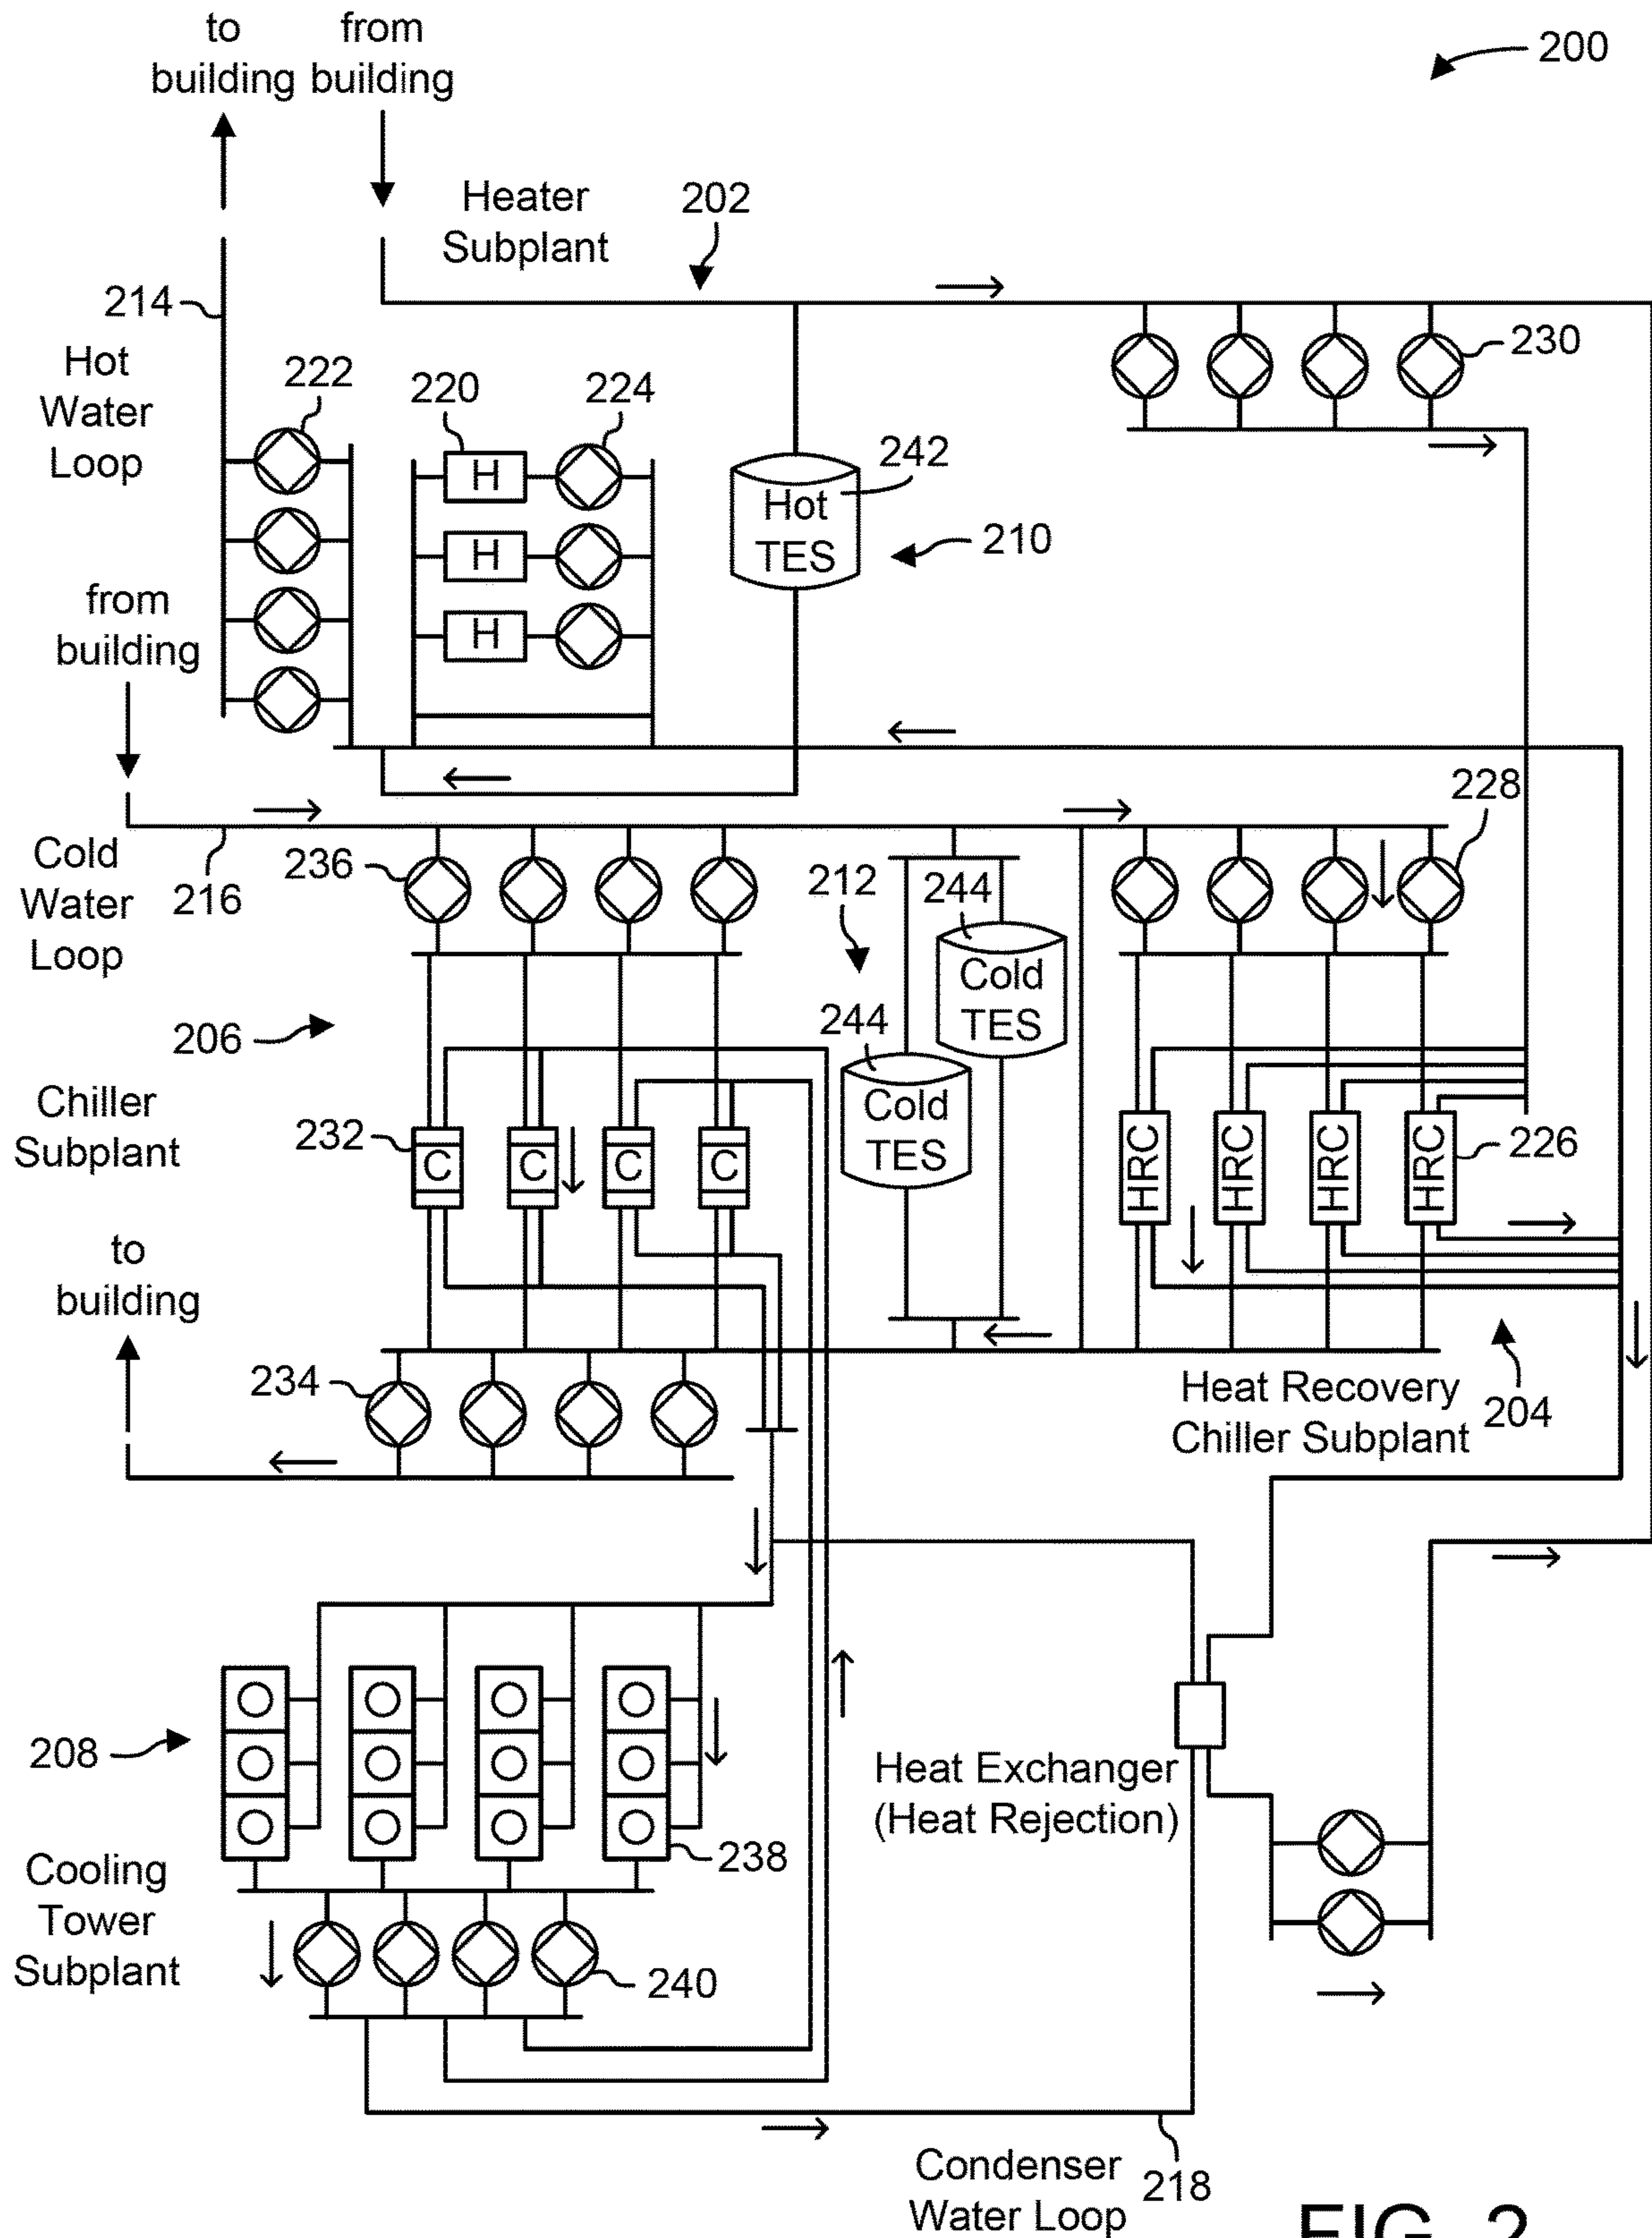 to
building
from
building
200
Heater
Subplant
202
214
Hot
Water
Loop
222
220
224
230
H
H
H
Hot
TES
242
210
from
building
228
Cold
Water
Loop
216
236
212
244
Cold
TES
244
Cold
TES
206
Chiller
Subplant
232
C
C
C
C
HRC
HRC
HRC
HRC
226
to
building
234
Heat Recovery
Chiller Subplant
204
208
Heat Exchanger
(Heat Rejection)
238
Cooling
Tower
Subplant
240
Condenser
Water Loop
218
FIG. 2